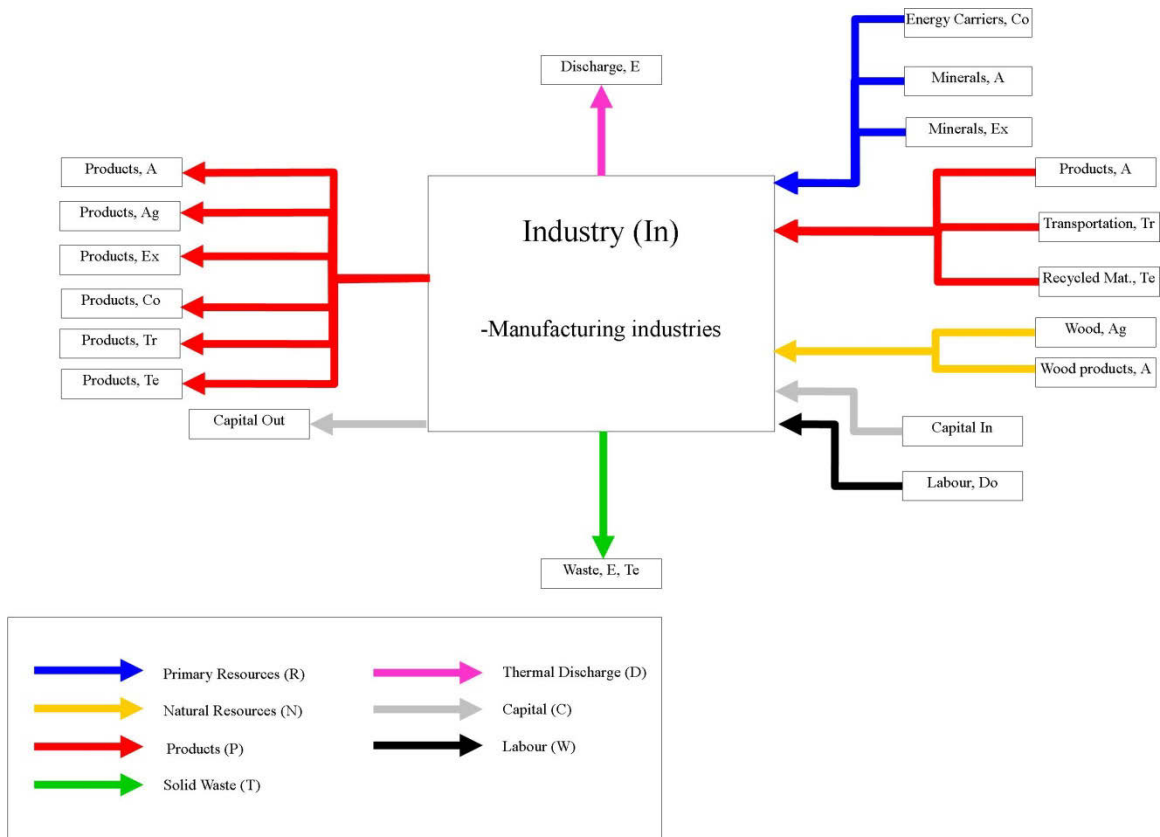 Energy Carriers, Co
Discharge, E
Minerals, A
Minerals, Ex
Products, A
Products, A
Products, Ag
Transportation, Tr
Industry (In)
Products, Ex
Recycled Mat., Te
Products, Co
-Manufacturing industries
Wood, Ag
Products, Tr
Wood products, A
Products, Te
Capital Out
Capital In
Labour, Do
Waste, E, Te
Primary Resources (R)
Thermal Discharge (D)
Natural Resources (N)
Capital (C)
Products (P)
Labour (W)
Solid Waste (T)